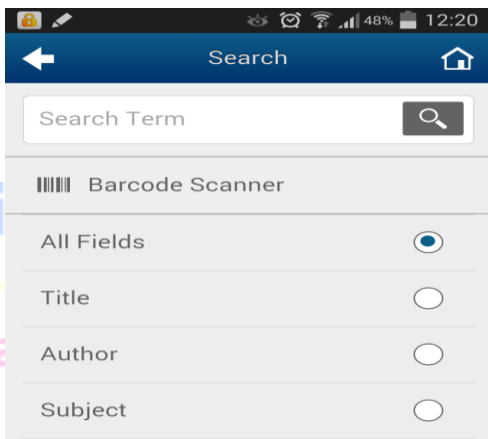 48% 12:20
Search
Search Term
Barcode Scanner
All Fields
Title
Author
Subject